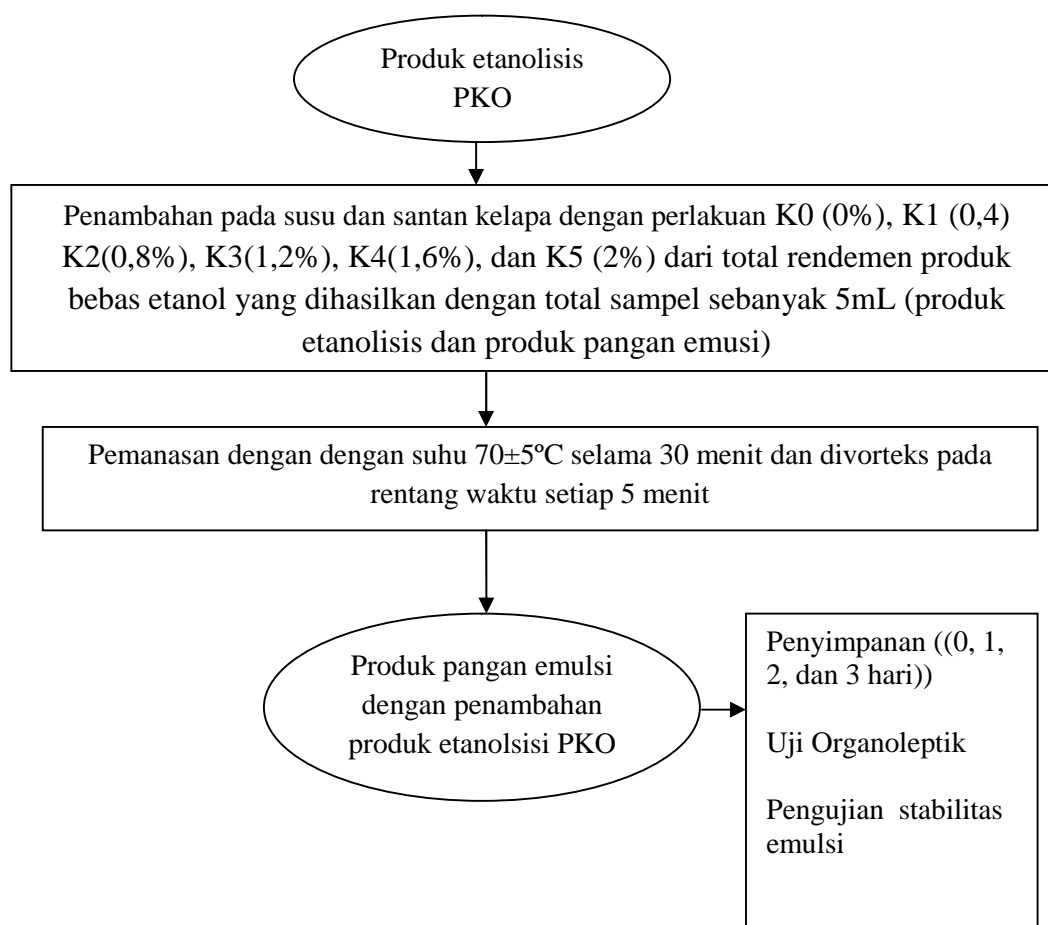 Produk etanolisis
PKO
Penambahan pada susu dan santan kelapa dengan perlakuan K0 (0%), K1 (0,4)
K2(0,8%), K3(1,2%), K4(1,6%), dan K5 (2%) dari total rendemen produk
bebas etanol yang dihasilkan dengan total sampel sebanyak 5mL (produk
etanolisis dan produk pangan emusi)
Pemanasan dengan dengan suhu 70±5ºC selama 30 menit dan divorteks pada
rentang waktu setiap 5 menit
Produk pangan emulsi
dengan penambahan
produk etanolsisi PKO
Penyimpanan ((0, 1,
2, dan 3 hari))
Uji Organoleptik
Pengujian stabilitas
emulsi